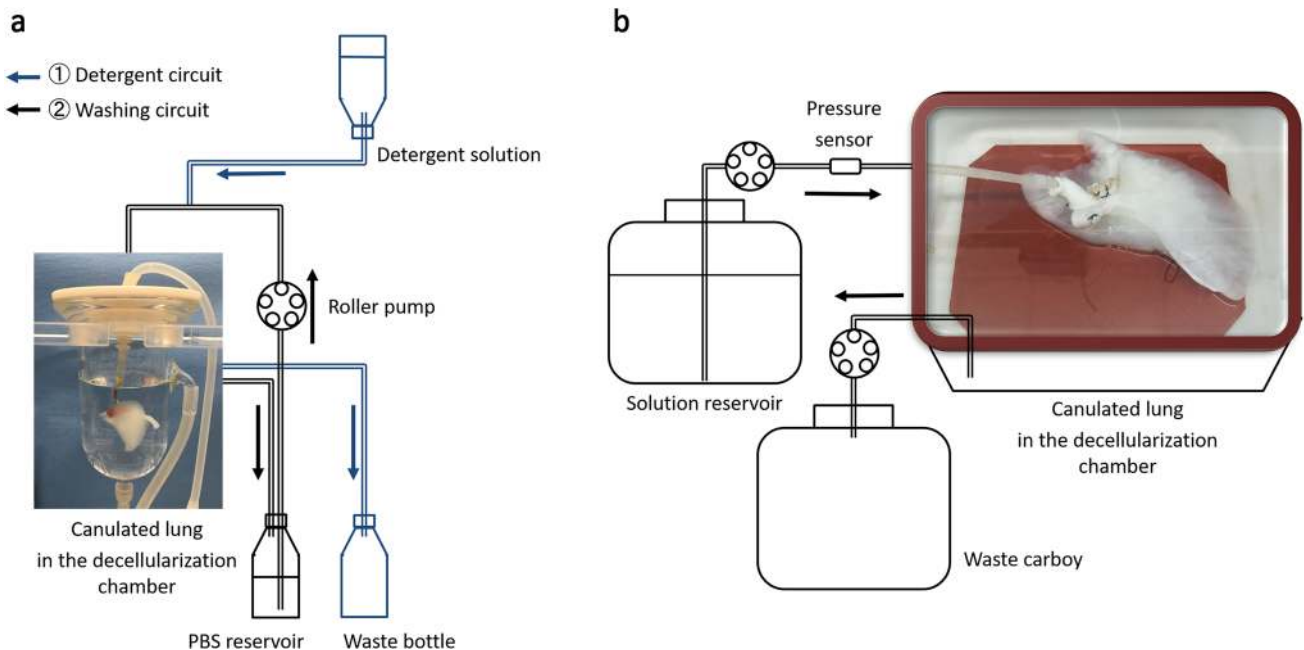 a
① Detergent circuit
② Washing circuit
Detergent solution
Roller pump
Canulated lung
in the decellularization
chamber
PBS reservoir
Waste bottle
b
Pressure
sensor
Solution reservoir
Canulated lung
in the decellularization
chamber
Waste carboy